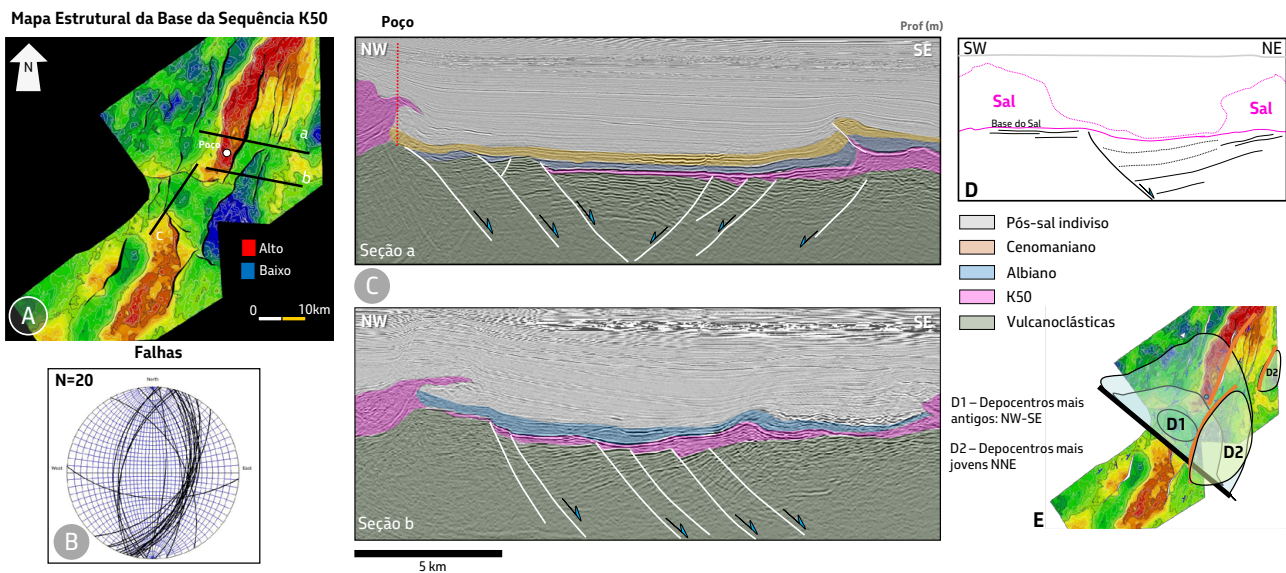 Mapa Estrutural da Base da Sequência K50
N
a
Poço
b
c
Alto
Baixo
0 10km
A
Falhas
N=20
North
West
East
B
Poço
Prof (m)
NW
SE
Seção a
C
NW
SE
Seção b
5 km
SW
NE
Sal
Sal
Base do Sal
D
Pós-sal indiviso
Cenomaniano
Albiano
K50
Vulcanoclásticas
D1 – Depocentros mais
antigos: NW-SE
D2 – Depocentros mais
jovens NNE
D2
D1
D2
E